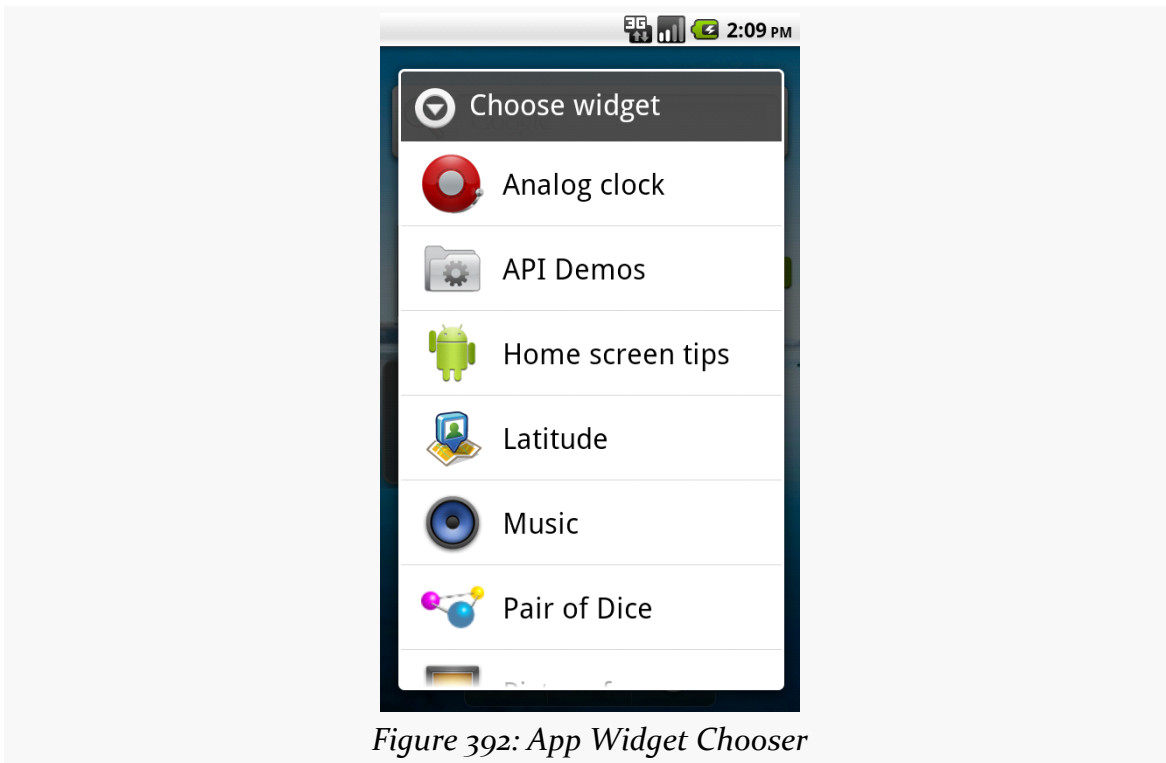 3G 2:09 PM
Choose widget
Analog clock
API Demos
Home screen tips
Latitude
Music
Pair of Dice
Figure 392: App Widget Chooser